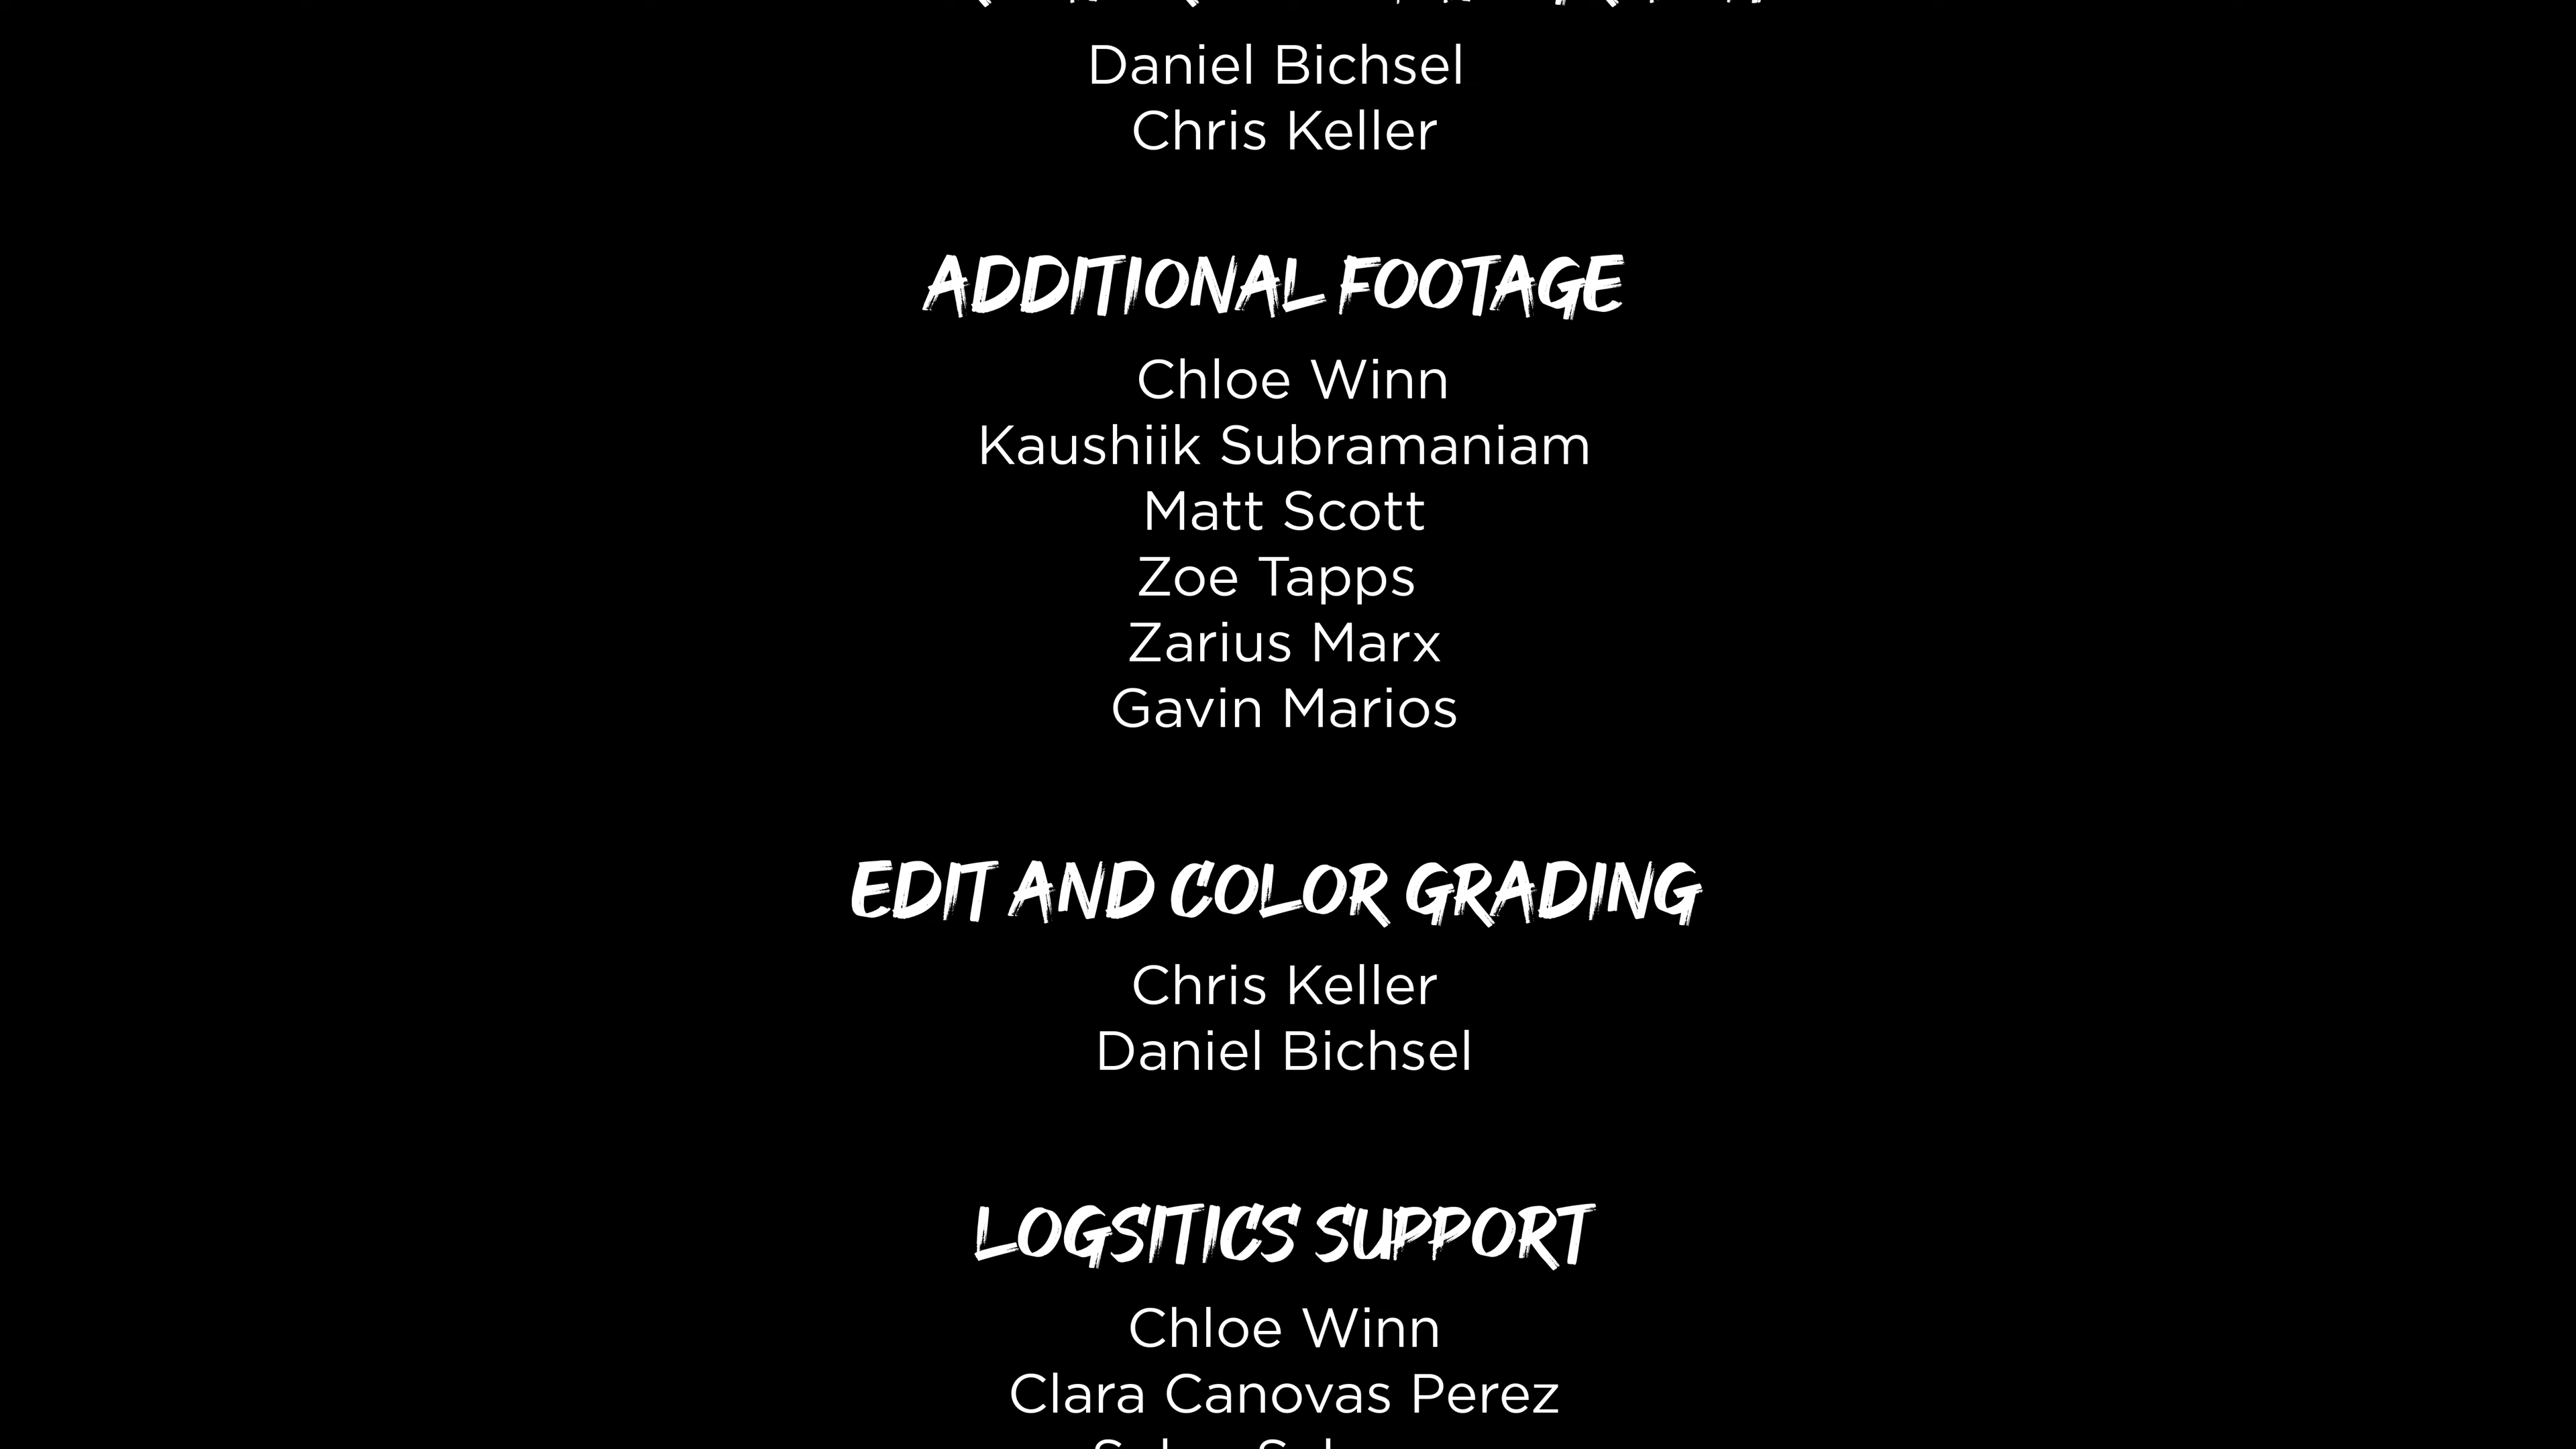 Daniel Bichsel
Chris Keller
ADDITIONAL FOOTAGE
Chloe Winn
Kaushiik Subramaniam
Matt Scott
Zoe Tapps
Zarius Marx
Gavin Marios
EDIT AND COLOR GRADING
Chris Keller
Daniel Bichsel
LOGSITICS SUPPORT
Chloe Winn
Clara Canovas Perez